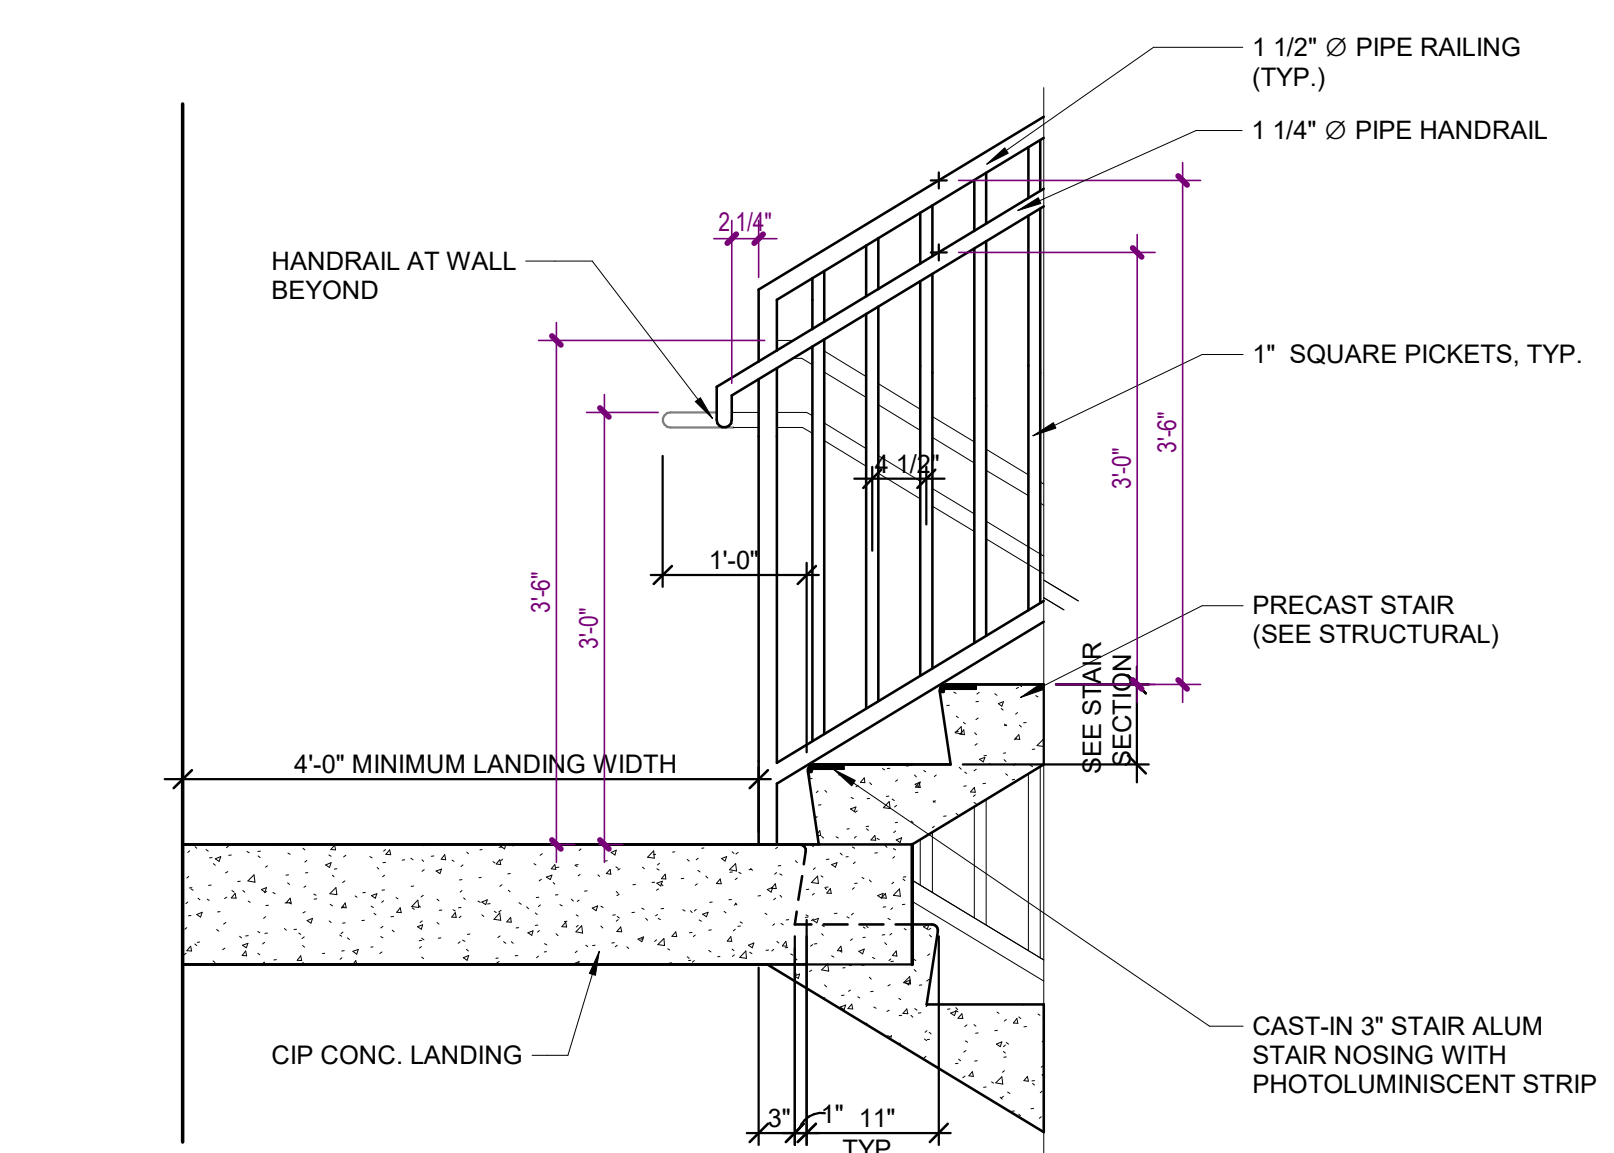 1 1/2" Ø PIPE RAILING
(TYP.)
1 1/4" Ø PIPE HANDRAIL
2 1/4"
HANDRAIL AT WALL
BEYOND
1" SQUARE PICKETS, TYP.
3'-6"
3'-0"
4 1/2"
1'-0"
3'-6"
3'-0"
PRECAST STAIR
(SEE STRUCTURAL)
SEE STAIR
SECTION
4'-0" MINIMUM LANDING WIDTH
CIP CONC. LANDING
CAST-IN 3" STAIR ALUM
STAIR NOSING WITH
PHOTOLUMINISCENT STRIP
3"
1"
11"
TYP